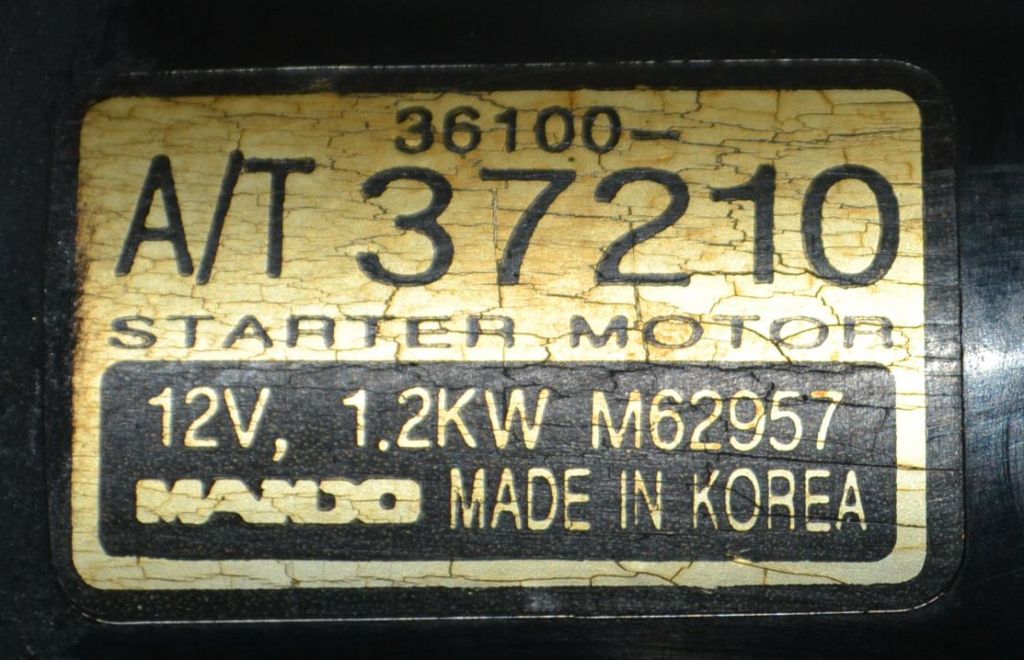 36100-
A/T 37210
STARTER MOTOR
12V, 1.2KW M62957
MANDO MADE IN KOREA